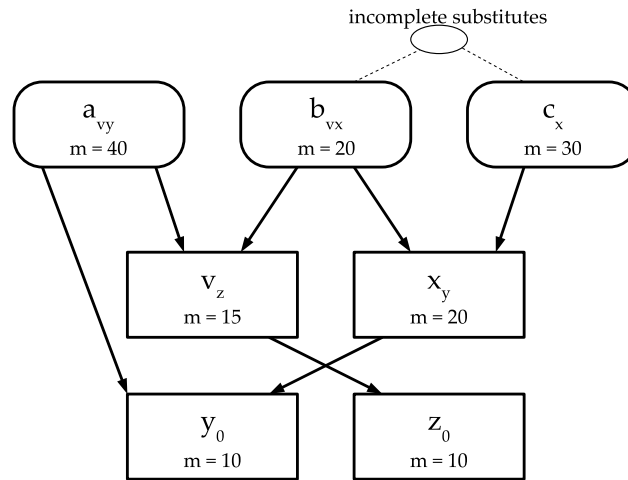 incomplete substitutes
a_vy
m = 40
b_vx
m = 20
c_x
m = 30
v_z
m = 15
x_y
m = 20
y_0
m = 10
z_0
m = 10